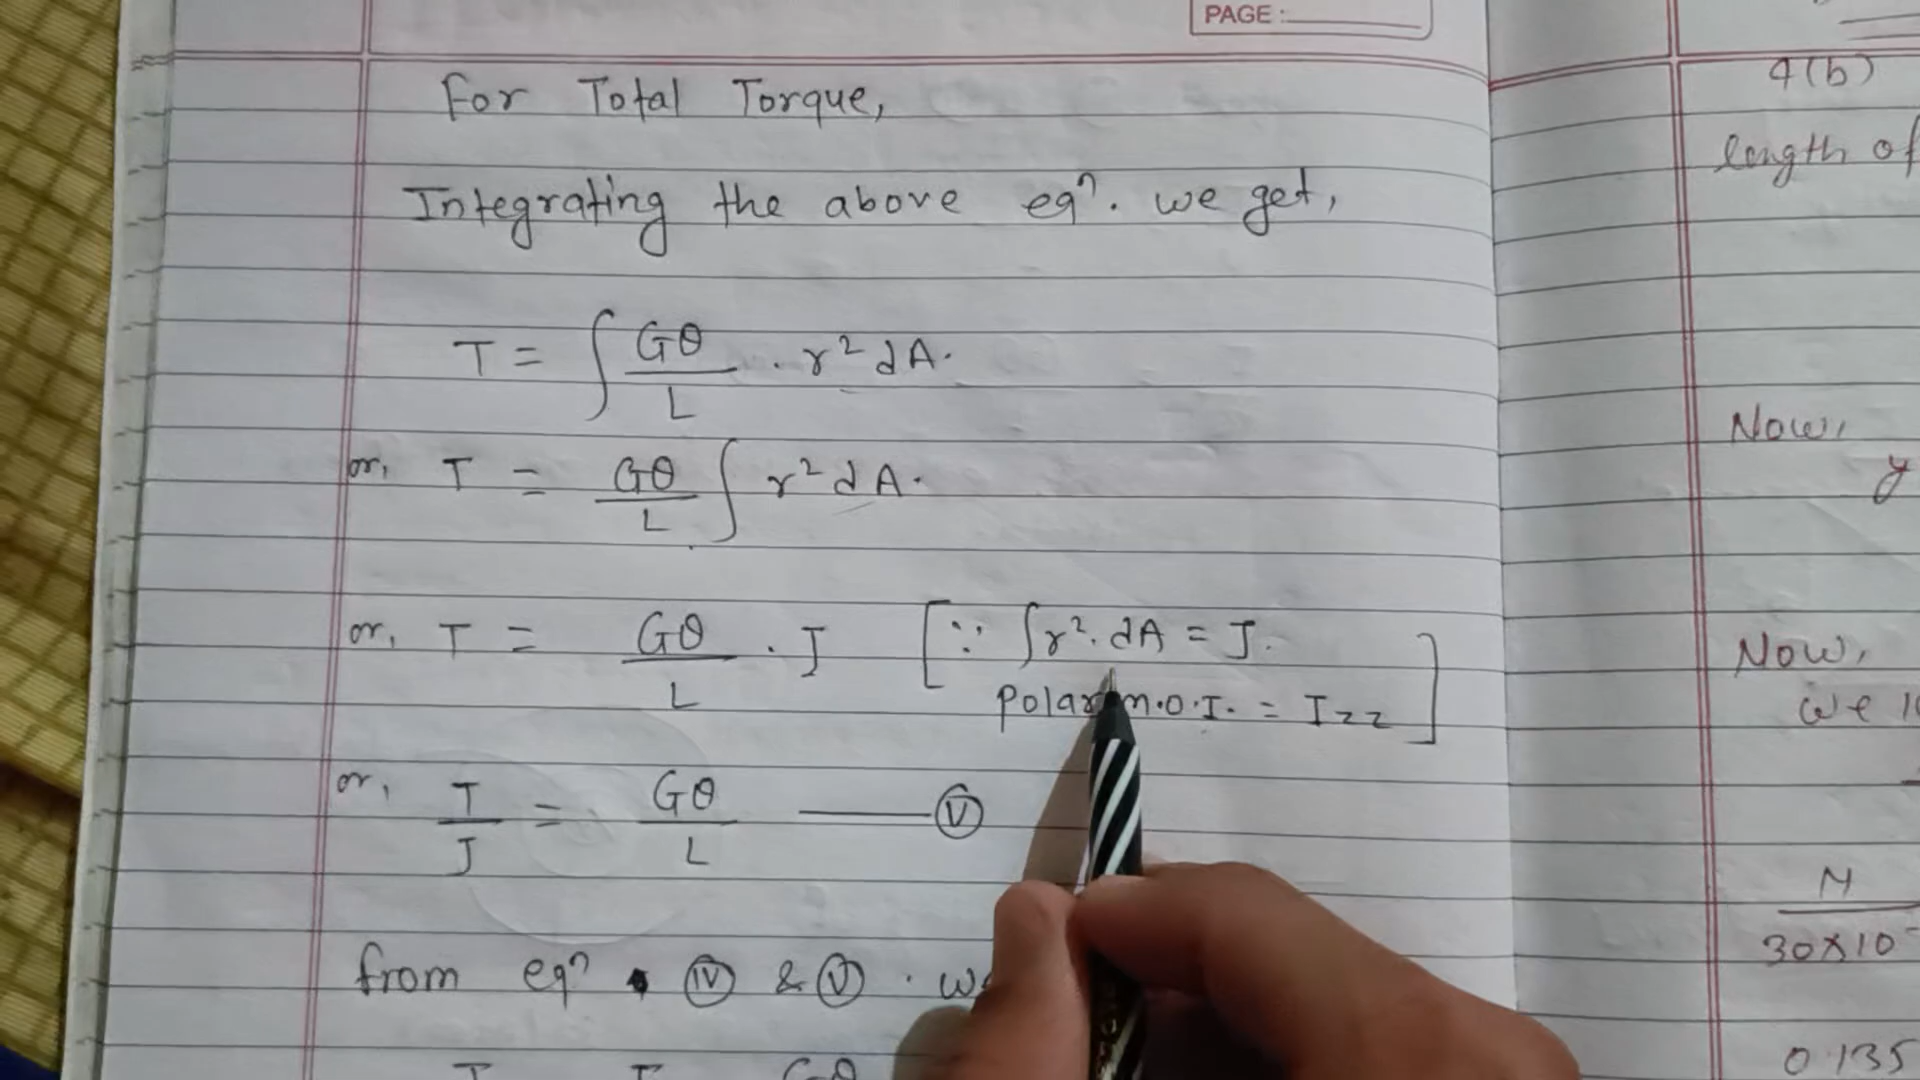 PAGE :
For Total Torque,
Integrating the above eqⁿ. we get,
T = ∫ Gθ/L . r² dA.
or, T = Gθ/L ∫ r² dA.
or, T = Gθ/L . J [∵ ∫r². dA = J.
Polar m.o.I. = Izz]
or, T/J = Gθ/L —— Ⓥ
from eqⁿ Ⓘⓥ & Ⓥ .
Gθ
4(b)
length of
Now,
y
Now,
we
M
30×10
0.135